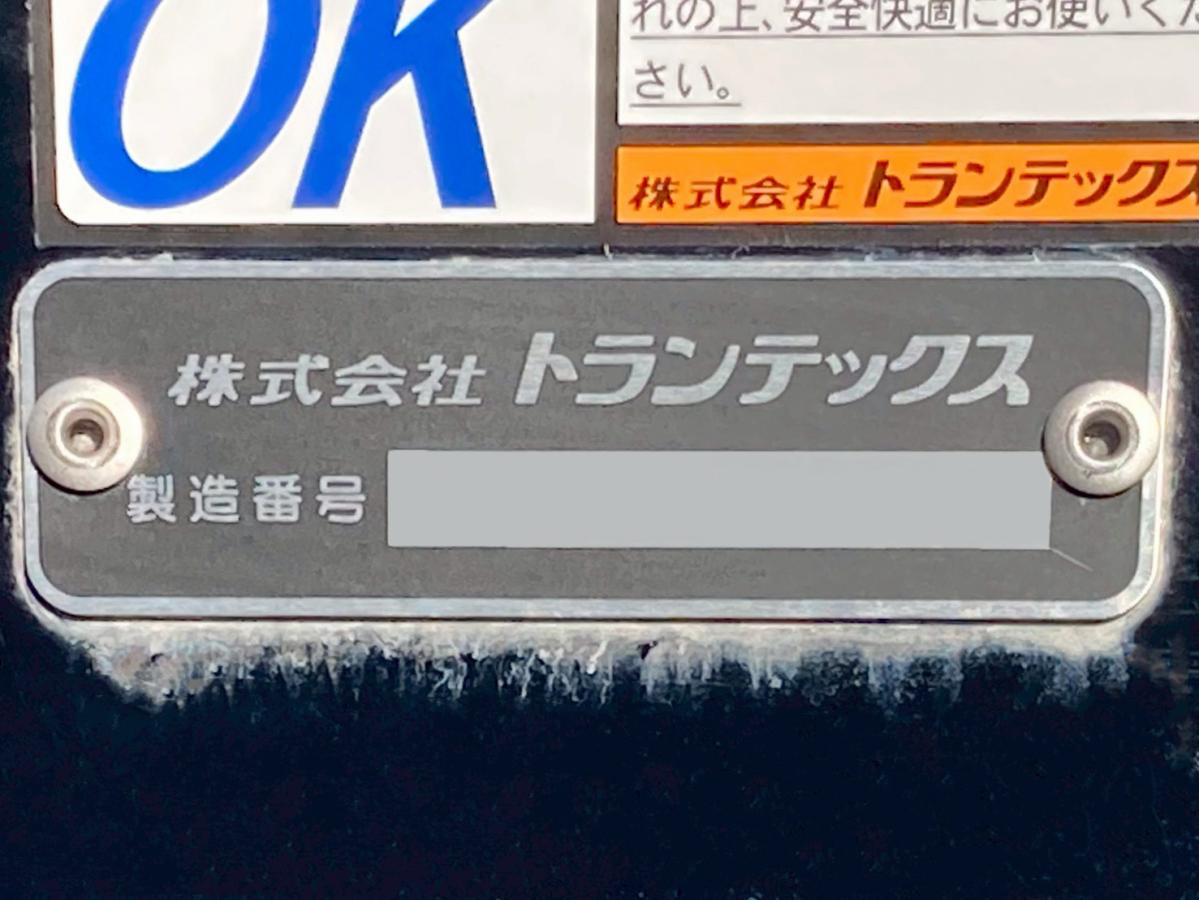 OK
れの上、安全快適にお使いくだ
さい。
株式会社 トランテックス
株式会社 トランテックス
製造番号